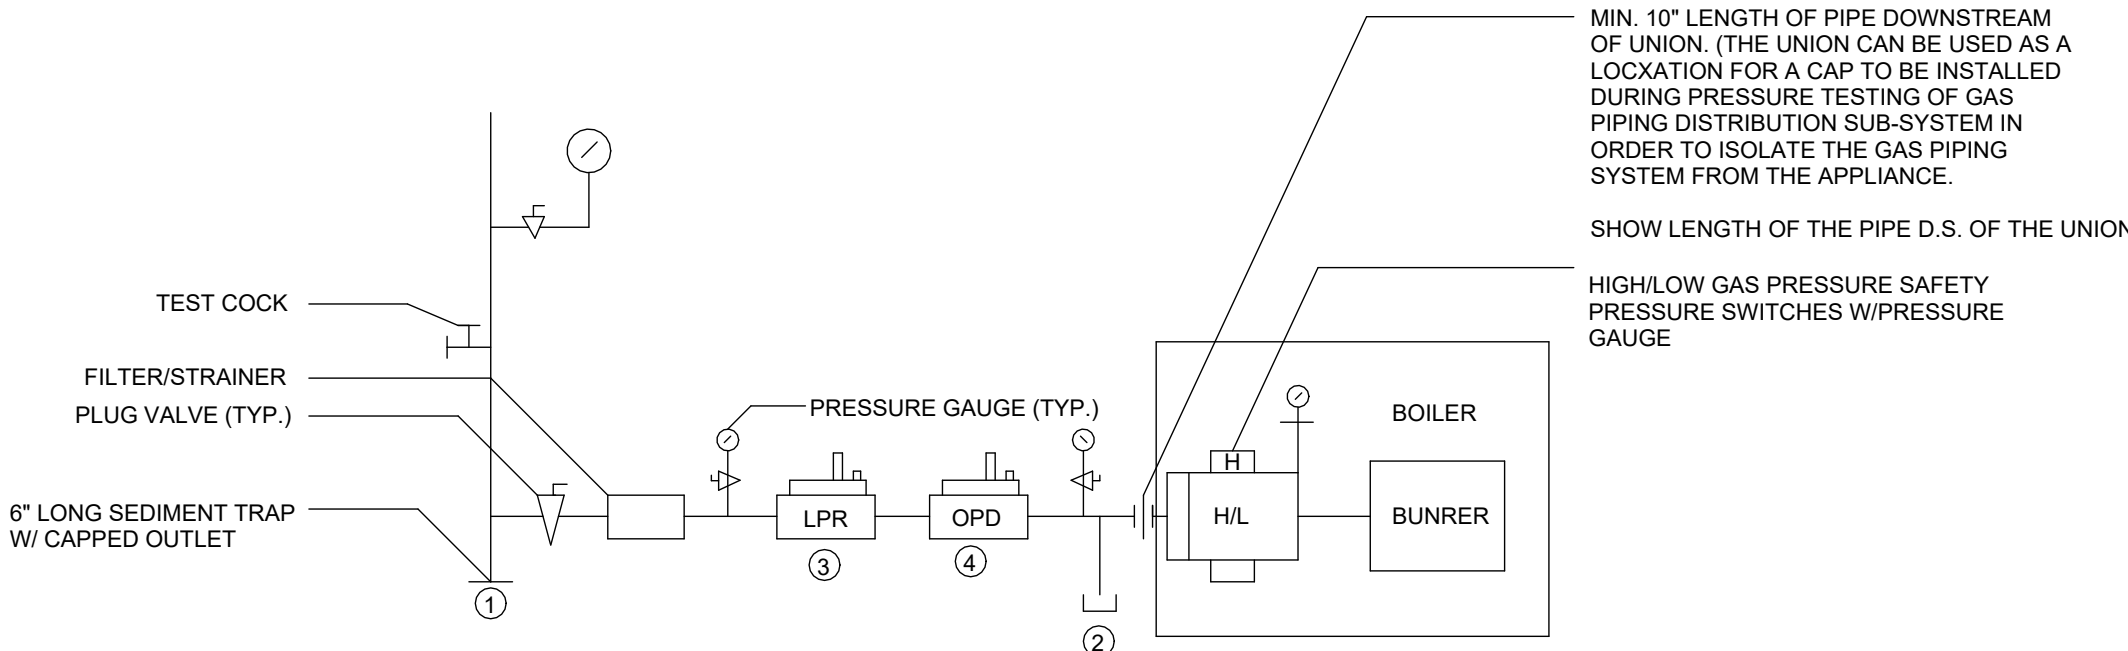 MIN. 10" LENGTH OF PIPE DOWNSTREAM
OF UNION. (THE UNION CAN BE USED AS A
LOCXATION FOR A CAP TO BE INSTALLED
DURING PRESSURE TESTING OF GAS
PIPING DISTRIBUTION SUB-SYSTEM IN
ORDER TO ISOLATE THE GAS PIPING
SYSTEM FROM THE APPLIANCE.
SHOW LENGTH OF THE PIPE D.S. OF THE UNION
HIGH/LOW GAS PRESSURE SAFETY
PRESSURE SWITCHES W/PRESSURE
GAUGE
TEST COCK
FILTER/STRAINER
PLUG VALVE (TYP.)
6" LONG SEDIMENT TRAP
W/ CAPPED OUTLET
PRESSURE GAUGE (TYP.)
BOILER
H
LPR
OPD
H/L
BUNRER
3
4
1
2